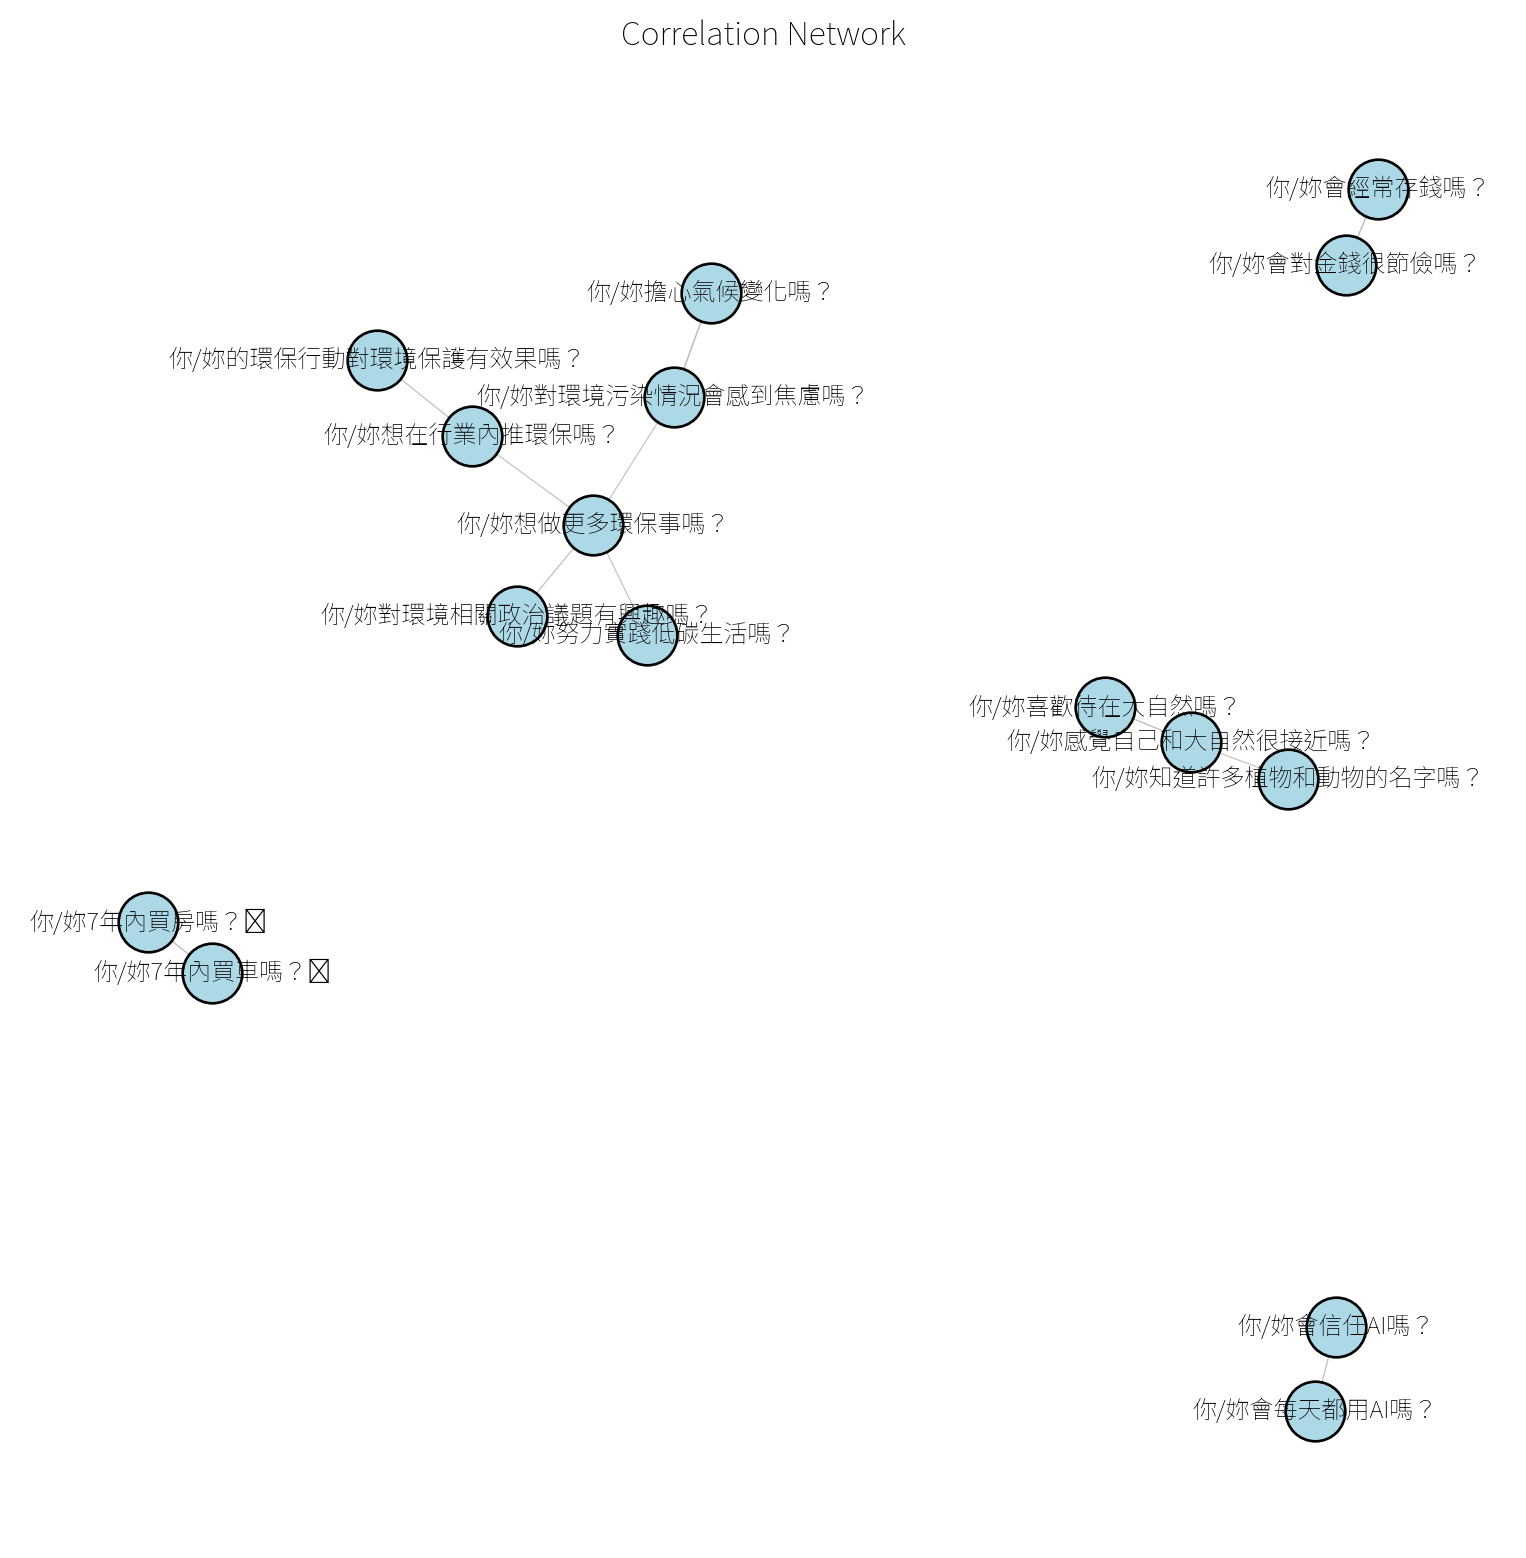 Correlation Network
你/妳會經常存錢嗎？
你/妳會對金錢很節儉嗎？
你/妳擔心氣候變化嗎？
你/妳的環保行動對環境保護有效果嗎？
你/妳對環境污染情況會感到焦慮嗎？
你/妳想在行業內推環保嗎？
你/妳想做更多環保事嗎？
你/妳對環境相關政治議題有興趣嗎？
你/妳努力實踐低碳生活嗎？
你/妳喜歡待在大自然嗎？
你/妳感覺自己和大自然很接近嗎？
你/妳知道許多植物和動物的名字嗎？
你/妳7年內買房嗎？
你/妳7年內買車嗎？
你/妳會信任AI嗎？
你/妳會每天都用AI嗎？